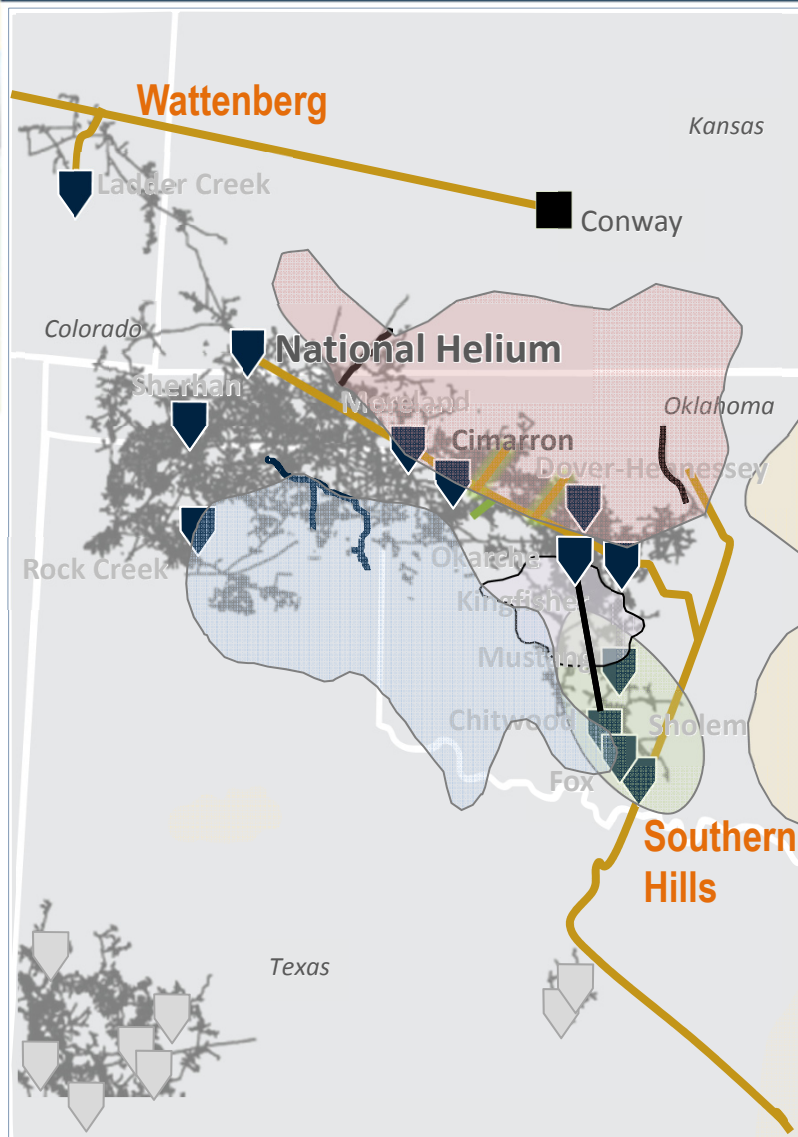 Wattenberg
Kansas
Ladder Creek
Conway
Colorado
National Helium
Sherhan
Moreland
Oklahoma
Cimarron
Dover-Hennessey
Okarche
Rock Creek
Kingfisher
Mustang
Chitwood
Sholem
Fox
Southern
Hills
Texas